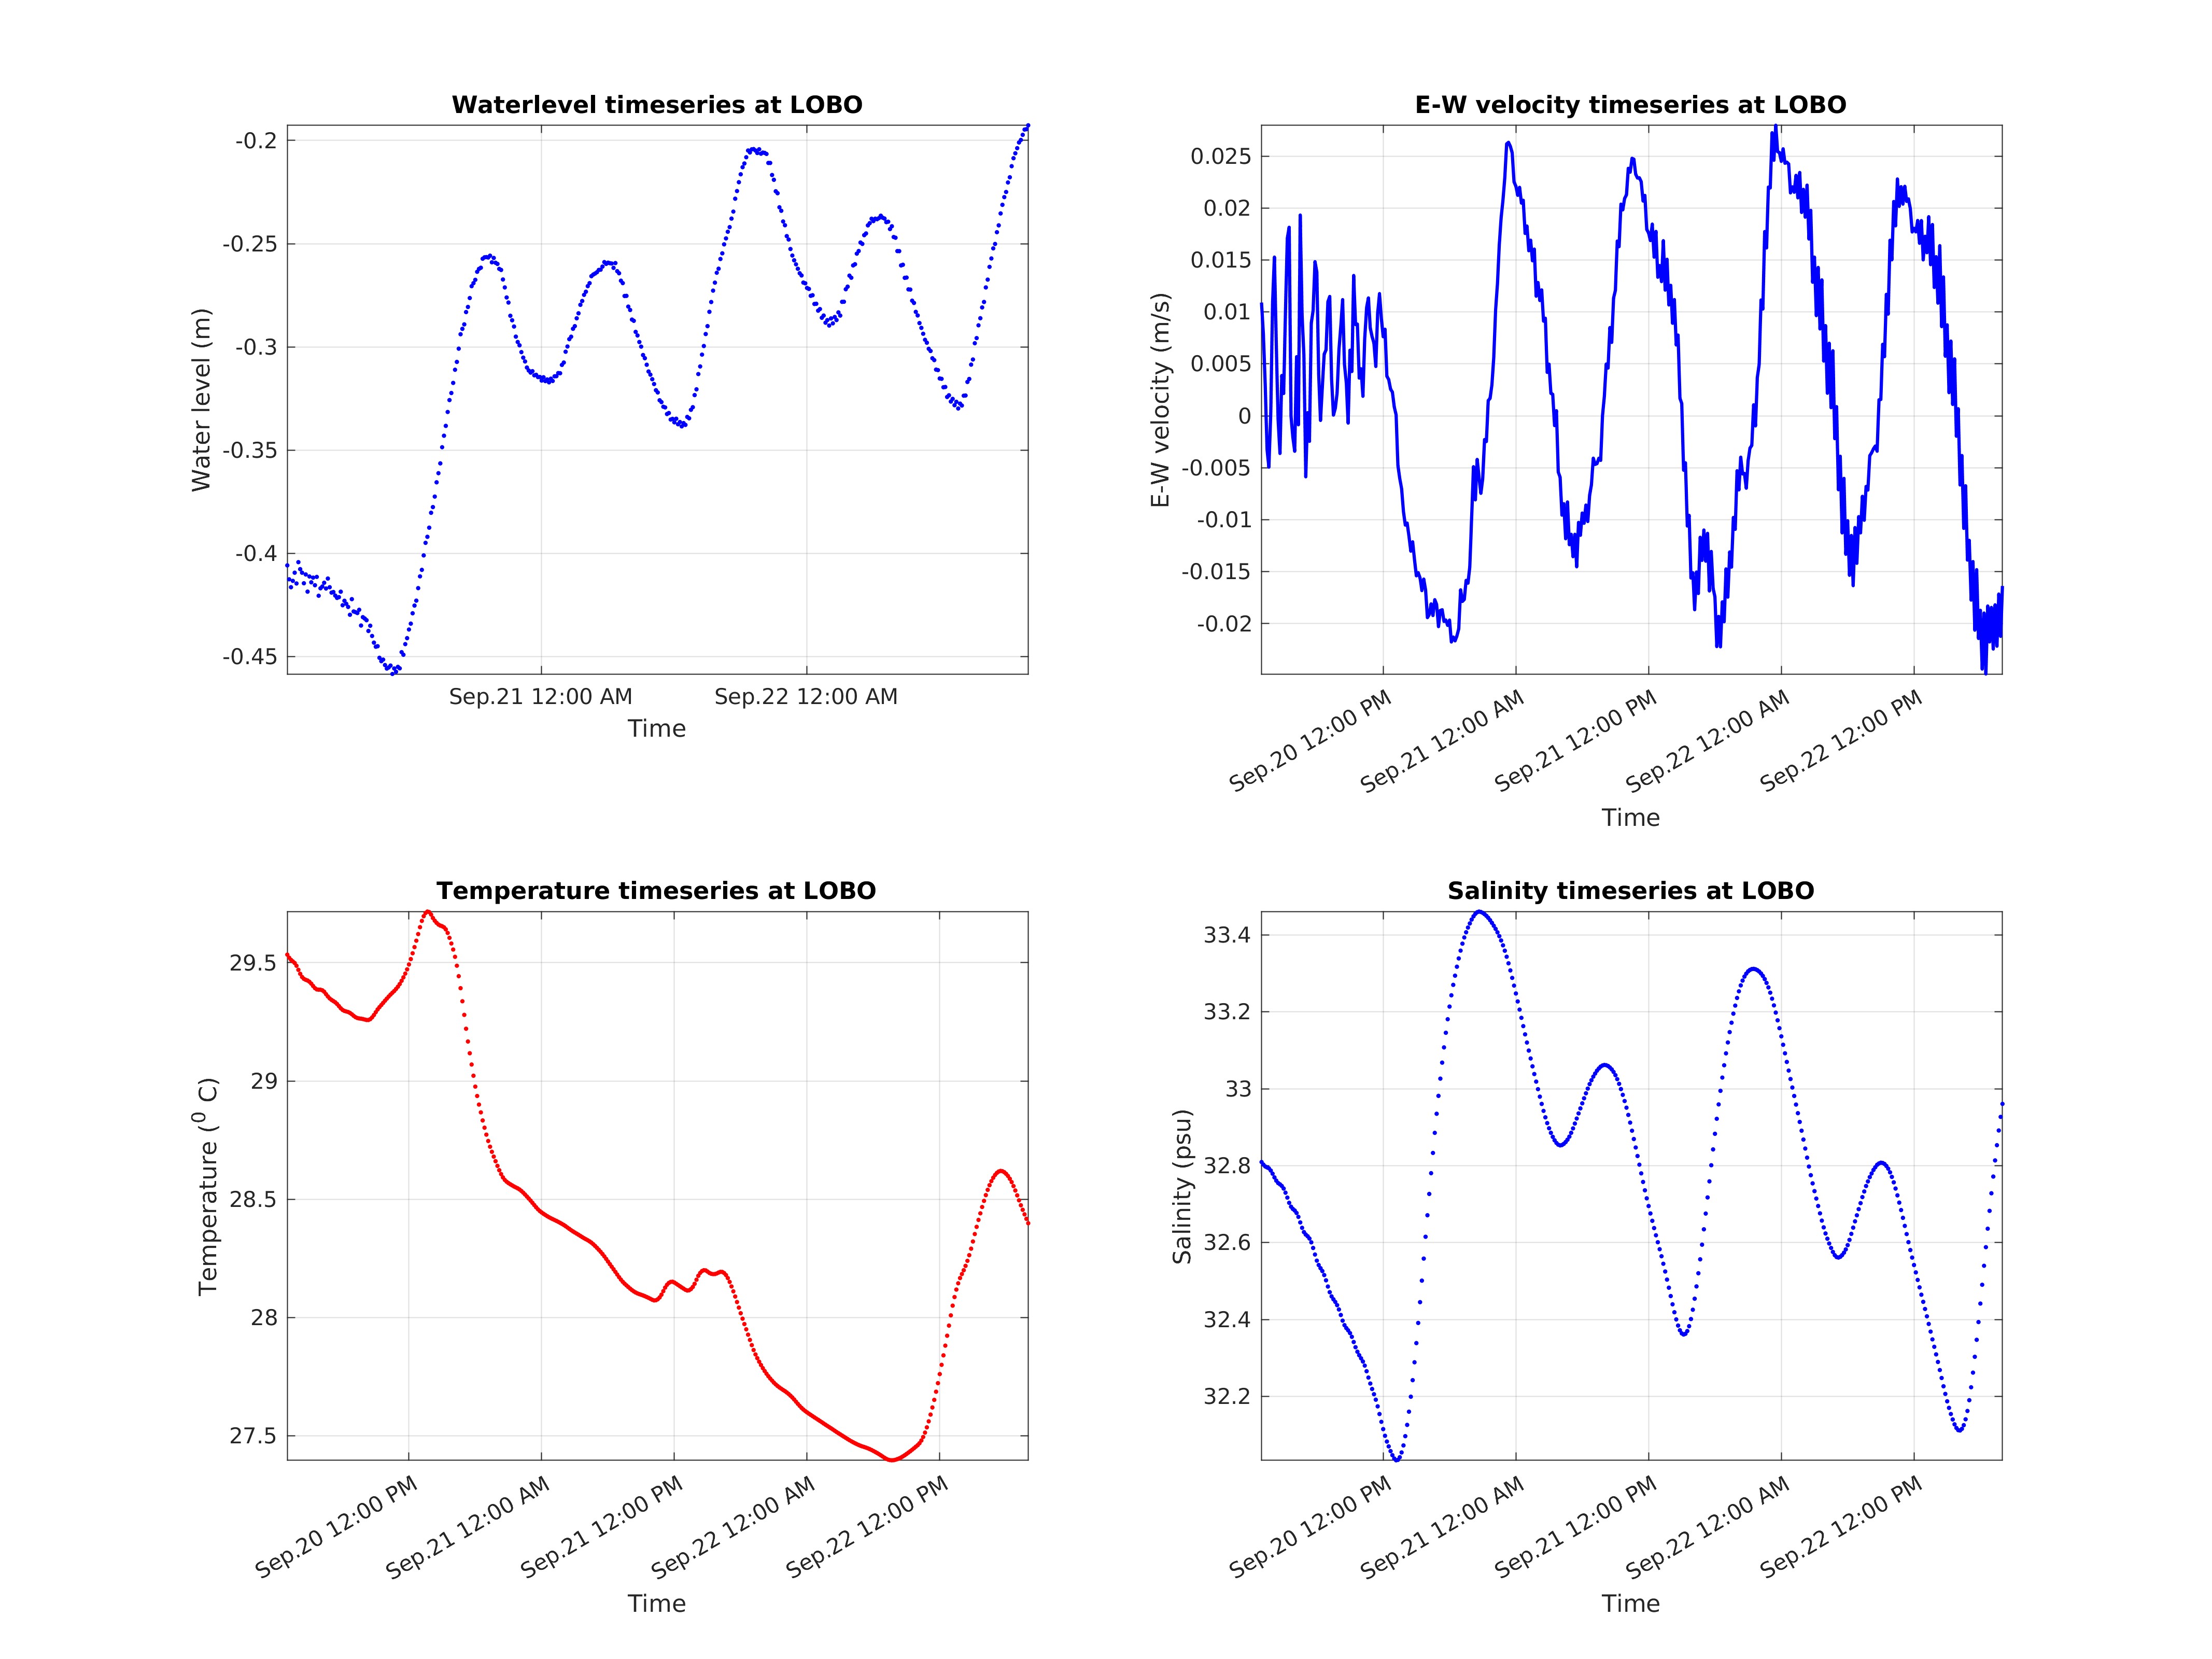 Waterlevel timeseries at LOBO
-0.2
-0.25
-0.3
-0.35
-0.4
-0.45
Water level (m)
Sep.21 12:00 AM
Sep.22 12:00 AM
Time
E-W velocity timeseries at LOBO
0.025
0.02
0.015
0.01
0.005
0
-0.005
-0.01
-0.015
-0.02
E-W velocity (m/s)
Sep.20 12:00 PM
Sep.21 12:00 AM
Sep.21 12:00 PM
Sep.22 12:00 AM
Sep.22 12:00 PM
Time
Temperature timeseries at LOBO
29.5
29
28.5
28
27.5
Temperature (⁰ C)
Sep.20 12:00 PM
Sep.21 12:00 AM
Sep.21 12:00 PM
Sep.22 12:00 AM
Sep.22 12:00 PM
Time
Salinity timeseries at LOBO
33.4
33.2
33
32.8
32.6
32.4
32.2
Salinity (psu)
Sep.20 12:00 PM
Sep.21 12:00 AM
Sep.21 12:00 PM
Sep.22 12:00 AM
Sep.22 12:00 PM
Time